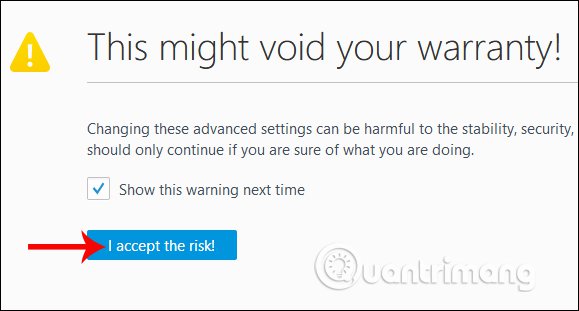 This might void your warranty!
Changing these advanced settings can be harmful to the stability, security,
should only continue if you are sure of what you are doing.
Show this warning next time
I accept the risk!
Quantrimang